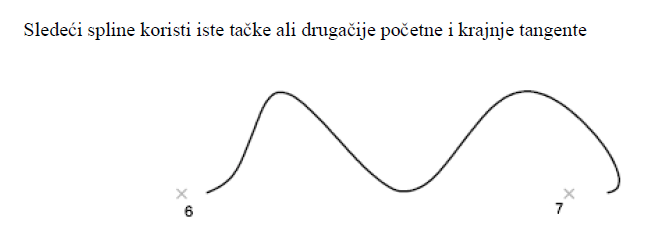 Sledeći spline koristi iste tačke ali drugačije početne i krajnje tangente
6
7